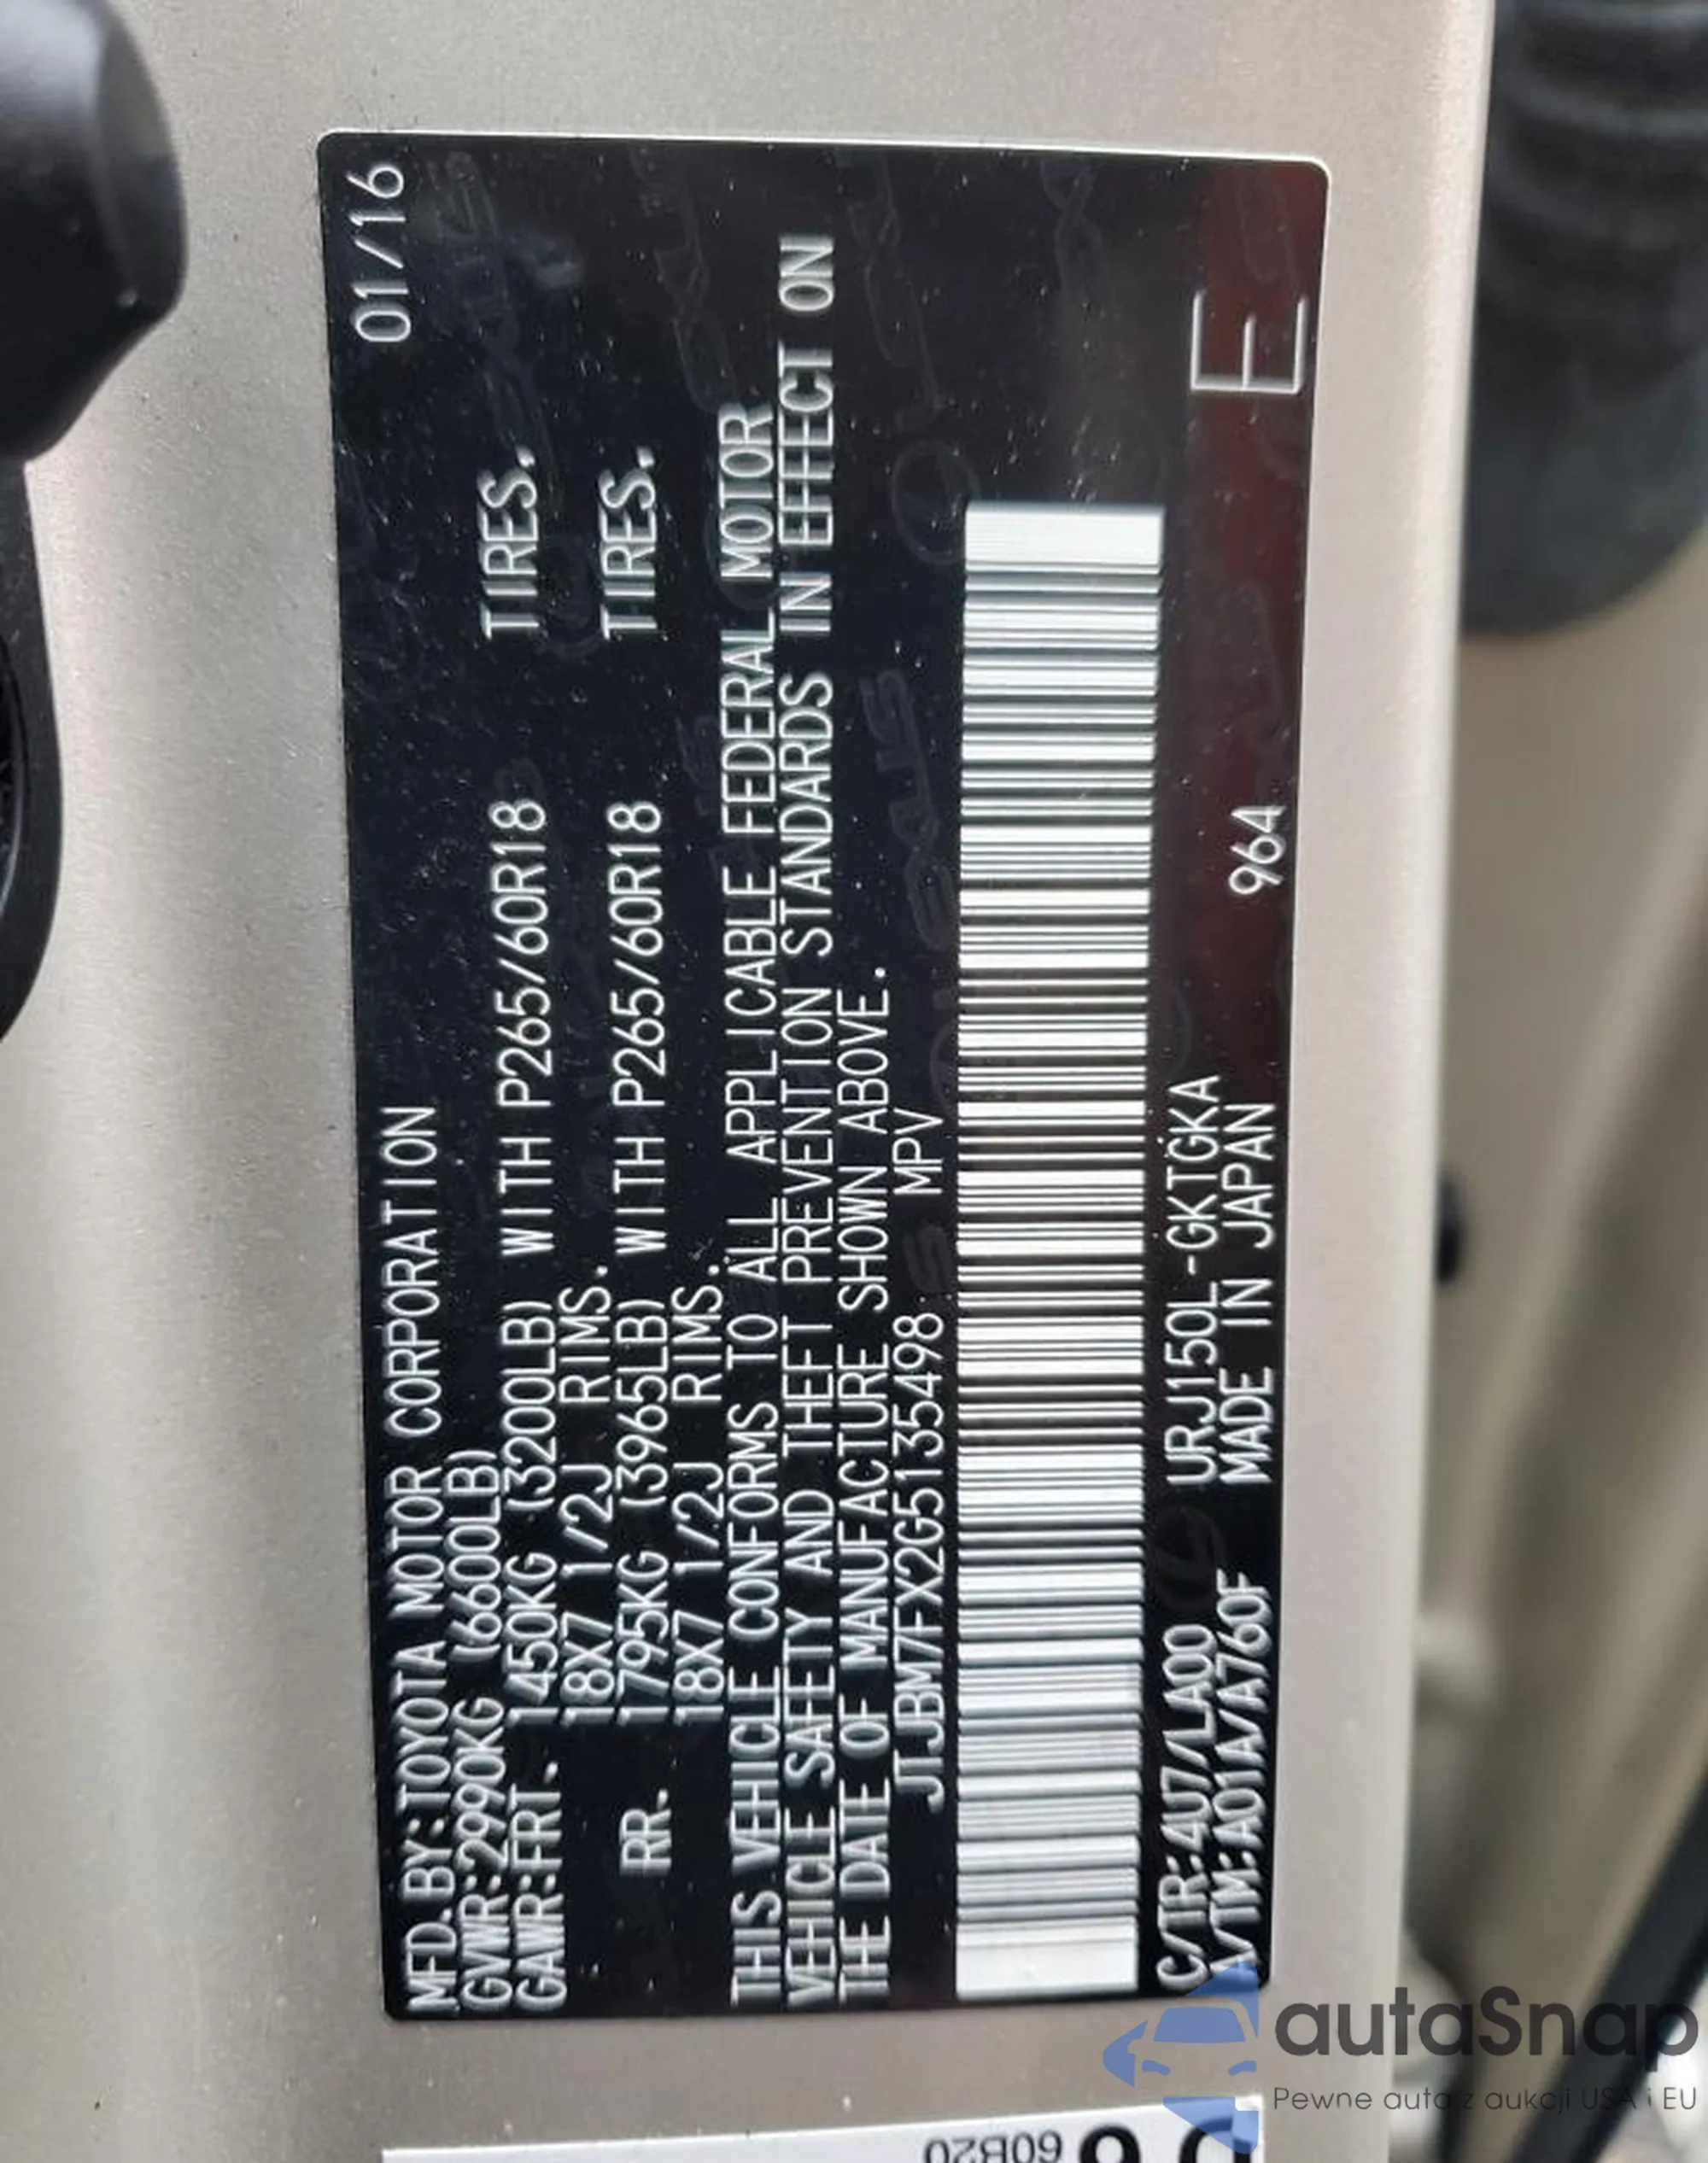 MFD.BY:TOYOTA MOTOR CORPORATION 01/16
GVWR:2990KG (6600LB)
GAWR:FRT. 1450KG (3200LB) WITH P265/60R18 TIRES.
18X7 1/2J RIMS.
RR. 1795KG (3965LB) WITH P265/60R18 TIRES.
18X7 1/2J RIMS.
THIS VEHICLE CONFORMS TO ALL APPLICABLE FEDERAL MOTOR
VEHICLE SAFETY AND THEFT PREVENTION STANDARDS IN EFFECT ON
THE DATE OF MANUFACTURE SHOWN ABOVE.
JTJBM7FX2G5135498 MPV
E
C/TR:4U7/LA00 URJ150L-GKTGKA
A/TM:A01A/A760F MADE IN JAPAN 964
autaSnap
Pewne auta z aukcji USA i EU
60B20